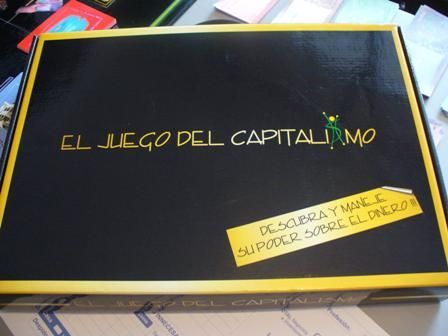 EL JUEGO DEL CAPITALISMO
DESCUBRA Y MANEJE
SU PODER SOBRE EL DINERO !!!
EL JUEGO DEL CAPITALISMO